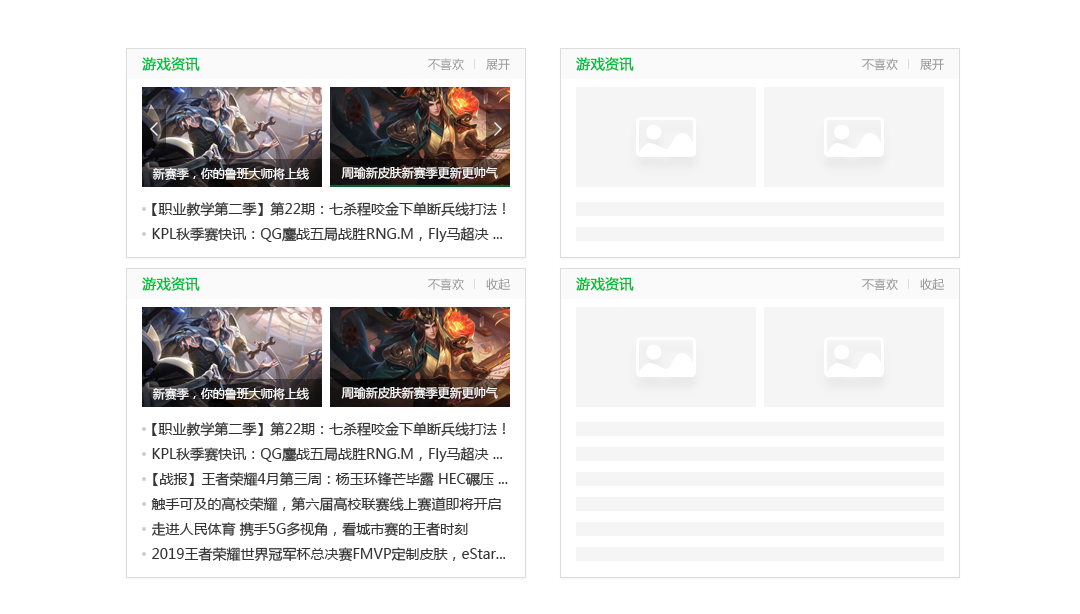 游戏资讯 不喜欢 展开
新赛季，你的鲁班大师将上线
周瑜新皮肤新赛季更新更帅气
【职业教学第二季】第22期：七杀程咬金下单断兵线打法！
KPL秋季赛快讯：QG鏖战五局战胜RNG.M，Fly马超决 ...
游戏资讯 不喜欢 展开
游戏资讯 不喜欢 收起
新赛季，你的鲁班大师将上线
周瑜新皮肤新赛季更新更帅气
【职业教学第二季】第22期：七杀程咬金下单断兵线打法！
KPL秋季赛快讯：QG鏖战五局战胜RNG.M，Fly马超决 ...
【战报】王者荣耀4月第三周：杨玉环锋芒毕露 HEC碾压 ...
触手可及的高校荣耀，第六届高校联赛线上赛道即将开启
走进人民体育 携手5G多视角，看城市赛的王者时刻
2019王者荣耀世界冠军杯总决赛FMVP定制皮肤，eStar...
游戏资讯 不喜欢 收起